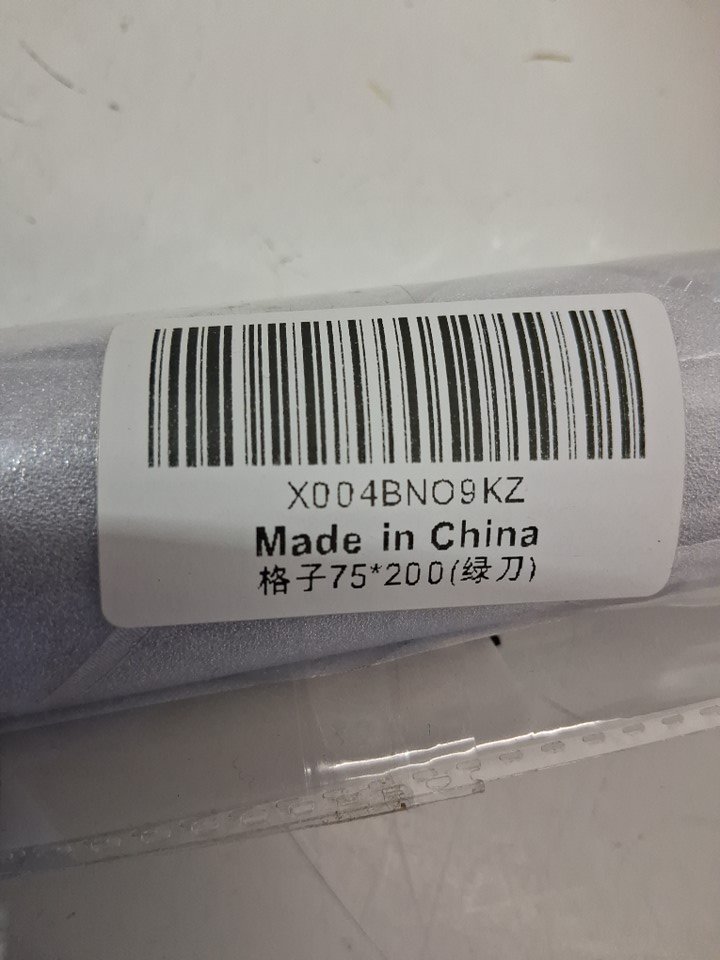 X004BNO9KZ
Made in China
格子75*200(绿刀)